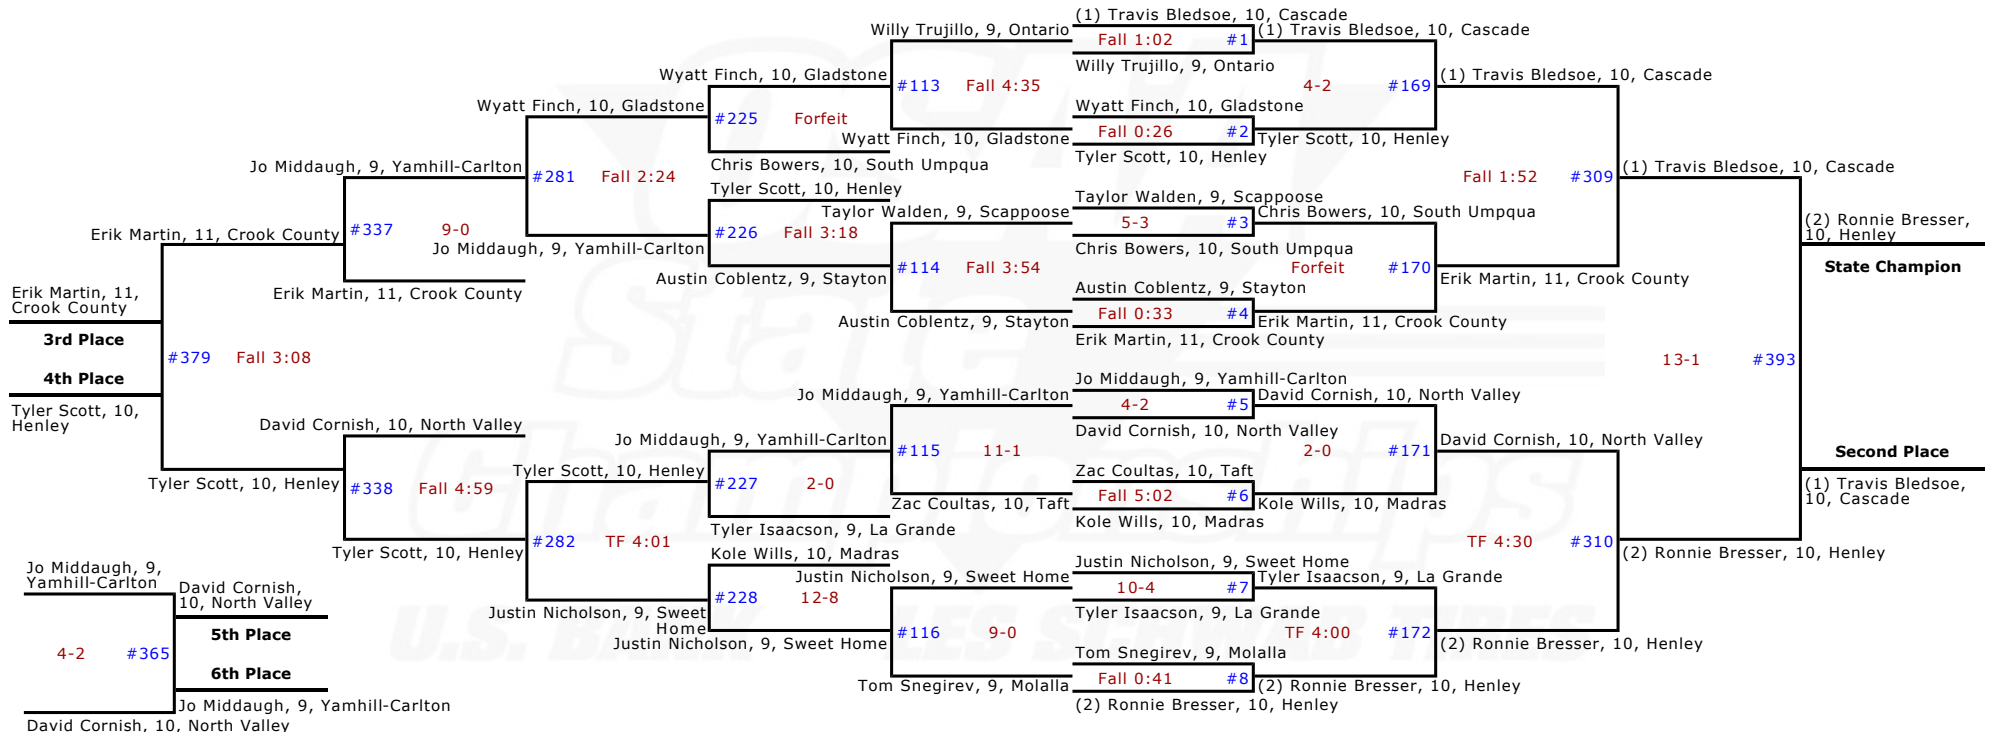 (1) Travis Bledsoe, 10, Cascade
Willy Trujillo, 9, Ontario
(1) Travis Bledsoe, 10, Cascade
Fall 1:02 #1
Willy Trujillo, 9, Ontario
Wyatt Finch, 10, Gladstone
#113 Fall 4:35
4-2 #169
(1) Travis Bledsoe, 10, Cascade
Wyatt Finch, 10, Gladstone
Wyatt Finch, 10, Gladstone
#225 Forfeit
Fall 0:26 #2
Wyatt Finch, 10, Gladstone
Tyler Scott, 10, Henley
Tyler Scott, 10, Henley
Chris Bowers, 10, South Umpqua
Jo Middaugh, 9, Yamhill-Carlton
#281 Fall 2:24
Fall 1:52 #309
(1) Travis Bledsoe, 10, Cascade
Tyler Scott, 10, Henley
Taylor Walden, 9, Scappoose
Taylor Walden, 9, Scappoose
Chris Bowers, 10, South Umpqua
5-3 #3
(2) Ronnie Bresser,
10, Henley
Erik Martin, 11, Crook County
#337 9-0
#226 Fall 3:18
Jo Middaugh, 9, Yamhill-Carlton
Chris Bowers, 10, South Umpqua
#114 Fall 3:54
Forfeit #170
State Champion
Austin Coblentz, 9, Stayton
Erik Martin, 11, Crook County
Austin Coblentz, 9, Stayton
Erik Martin, 11, Crook County
Erik Martin, 11,
Crook County
Fall 0:33 #4
Austin Coblentz, 9, Stayton
Erik Martin, 11, Crook County
Erik Martin, 11, Crook County
3rd Place
#379 Fall 3:08
13-1 #393
4th Place
Jo Middaugh, 9, Yamhill-Carlton
Jo Middaugh, 9, Yamhill-Carlton
David Cornish, 10, North Valley
4-2 #5
Tyler Scott, 10,
Henley
David Cornish, 10, North Valley
David Cornish, 10, North Valley
Jo Middaugh, 9, Yamhill-Carlton
David Cornish, 10, North Valley
#115 11-1
2-0 #171
Second Place
Tyler Scott, 10, Henley
Zac Coultas, 10, Taft
Tyler Scott, 10, Henley
#338 Fall 4:59
#227 2-0
(1) Travis Bledsoe,
10, Cascade
Fall 5:02 #6
Zac Coultas, 10, Taft
Kole Wills, 10, Madras
Kole Wills, 10, Madras
Tyler Isaacson, 9, La Grande
#282 TF 4:01
TF 4:30 #310
Tyler Scott, 10, Henley
Kole Wills, 10, Madras
(2) Ronnie Bresser, 10, Henley
Jo Middaugh, 9,
Yamhill-Carlton
Justin Nicholson, 9, Sweet Home
Justin Nicholson, 9, Sweet Home
Tyler Isaacson, 9, La Grande
10-4 #7
David Cornish,
10, North Valley
#228 12-8
Justin Nicholson, 9, Sweet
Home
Tyler Isaacson, 9, La Grande
5th Place
#116 9-0
TF 4:00 #172
Justin Nicholson, 9, Sweet Home
(2) Ronnie Bresser, 10, Henley
4-2 #365
Tom Snegirev, 9, Molalla
6th Place
Fall 0:41 #8
Tom Snegirev, 9, Molalla
(2) Ronnie Bresser, 10, Henley
Jo Middaugh, 9, Yamhill-Carlton
(2) Ronnie Bresser, 10, Henley
David Cornish, 10, North Valley
OSAA
State
Championships